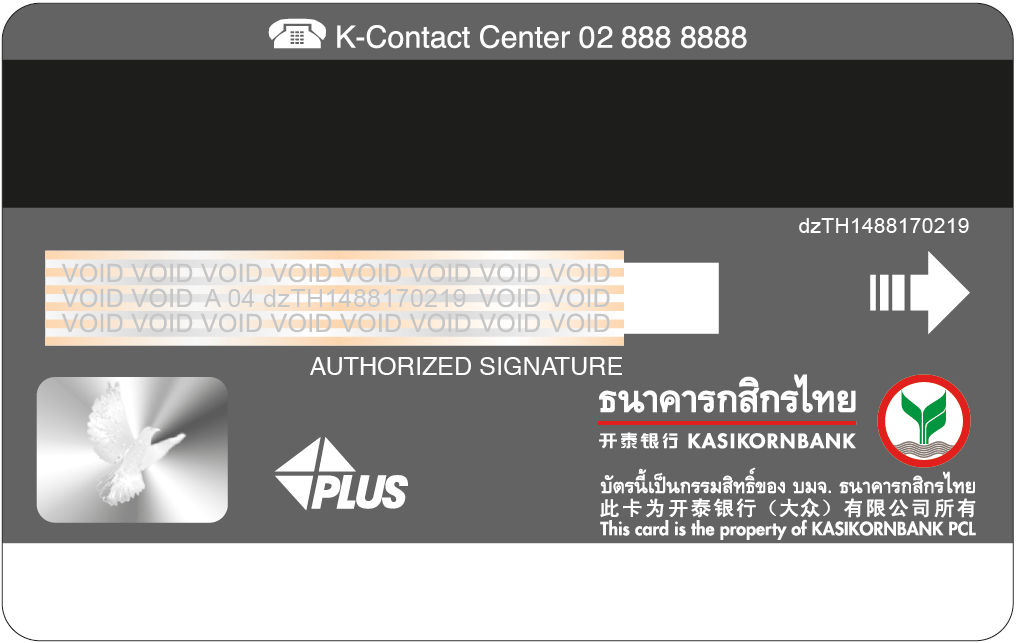 K-Contact Center 02 888 8888
dzTH1488170219
VOID VOID VOID VOID VOID VOID VOID VOID
VOID VOID A 04 dzTH1488170219 VOID VOID
VOID VOID VOID VOID VOID VOID VOID VOID
AUTHORIZED SIGNATURE
ธนาคารกสิกรไทย
开泰银行 KASIKORNBANK
PLUS
บัตรนี้เป็นกรรมสิทธิ์ของ บมจ. ธนาคารกสิกรไทย
此卡为开泰银行（大众）有限公司所有
This card is the property of KASIKORNBANK PCL